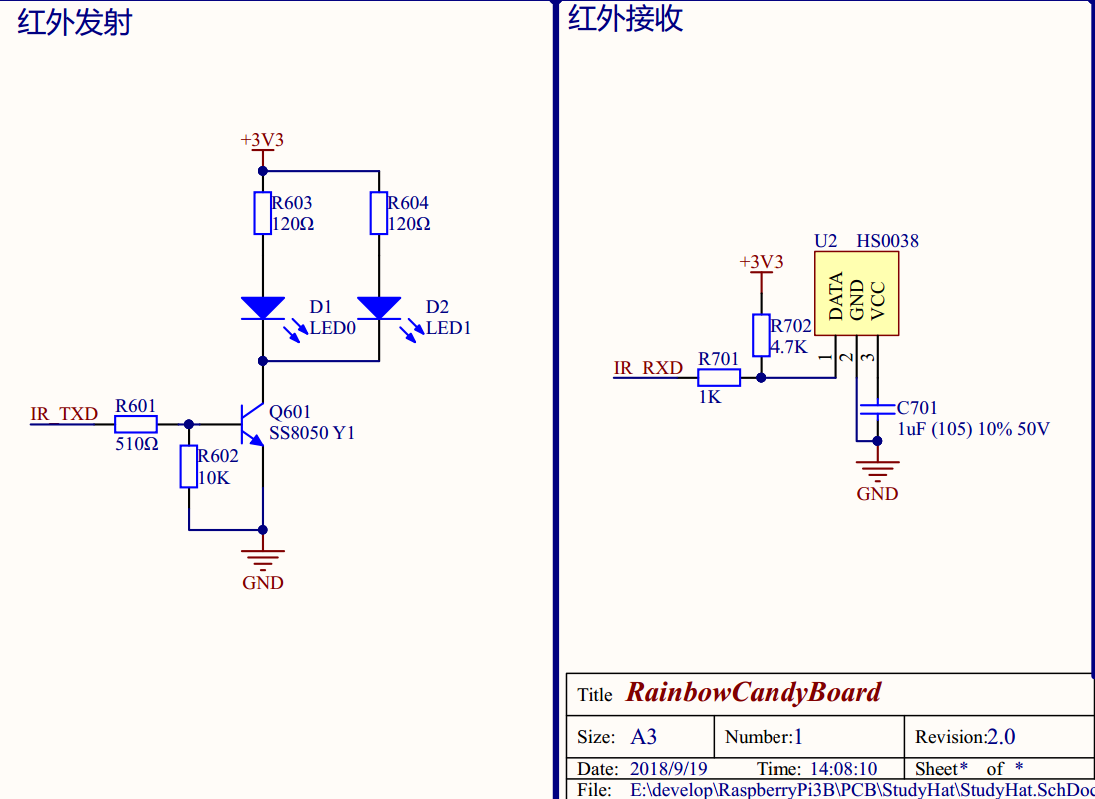 红外发射
+3V3
R603
120Ω
R604
120Ω
D1
LED0
D2
LED1
IR_TXD
R601
510Ω
Q601
SS8050 Y1
R602
10K
GND
红外接收
U2 HS0038
DATA
GND
VCC
1
2
3
+3V3
R702
4.7K
IR_RXD
R701
1K
C701
1uF (105) 10% 50V
GND
Title RainbowCandyBoard
Size: A3 Number:1 Revision:2.0
Date: 2018/9/19 Time: 14:08:10 Sheet* of *
File: E:\develop\RaspberryPi3B\PCB\StudyHat\StudyHat.SchDoc